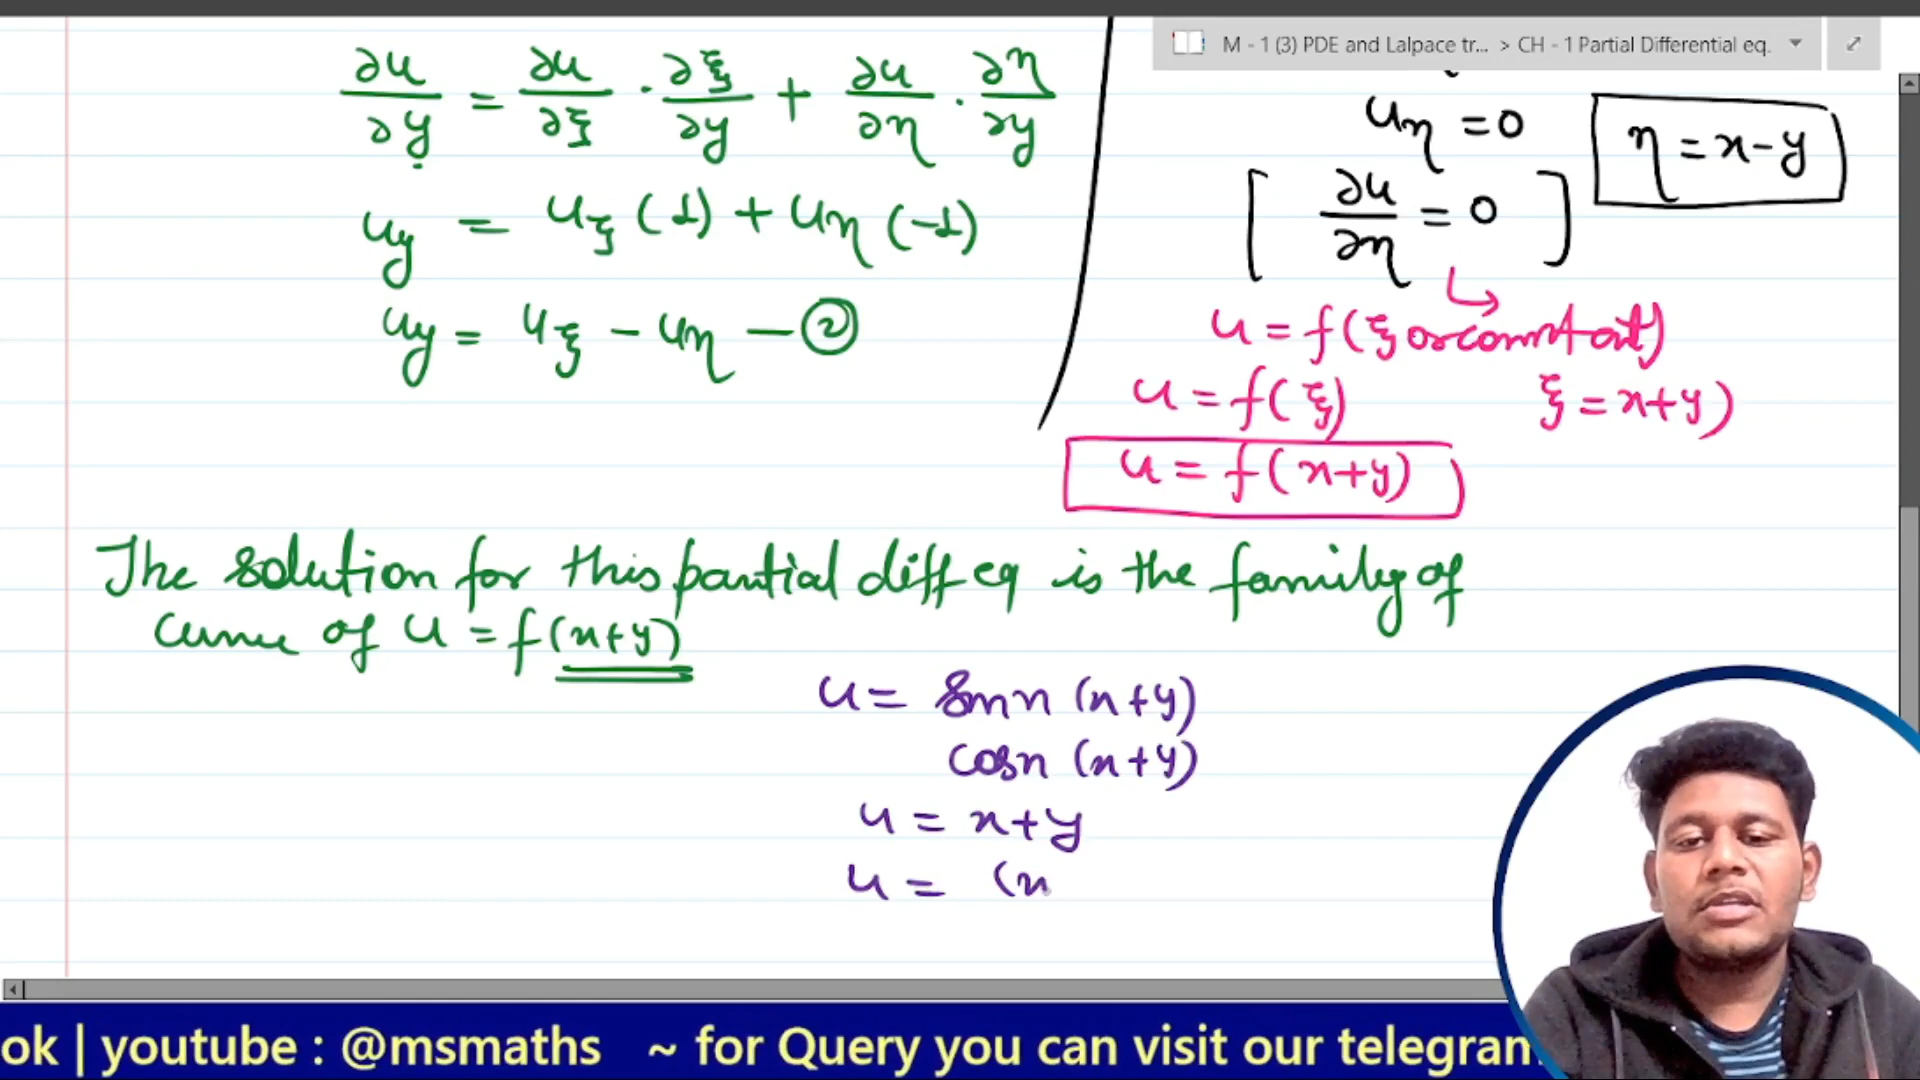 M - 1 (3) PDE and Lalpace tr... > CH - 1 Partial Differential eq.
∂u/∂y = ∂u/∂ξ · ∂ξ/∂y + ∂u/∂η · ∂η/∂y
u_y = u_ξ (1) + u_η (-1)
u_y = u_ξ - u_η — ②
u_η = 0
η = x-y
[ ∂u/∂η = 0 ]
u = f(ξ or constant)
u = f(ξ)
ξ = x+y)
u = f(x+y)
The solution for this partial diff eq is the family of
curve of u = f(x+y)
u = sinn (x+y)
cosn (x+y)
u = x+y
u = (x
ok | youtube : @msmaths ~ for Query you can visit our telegram